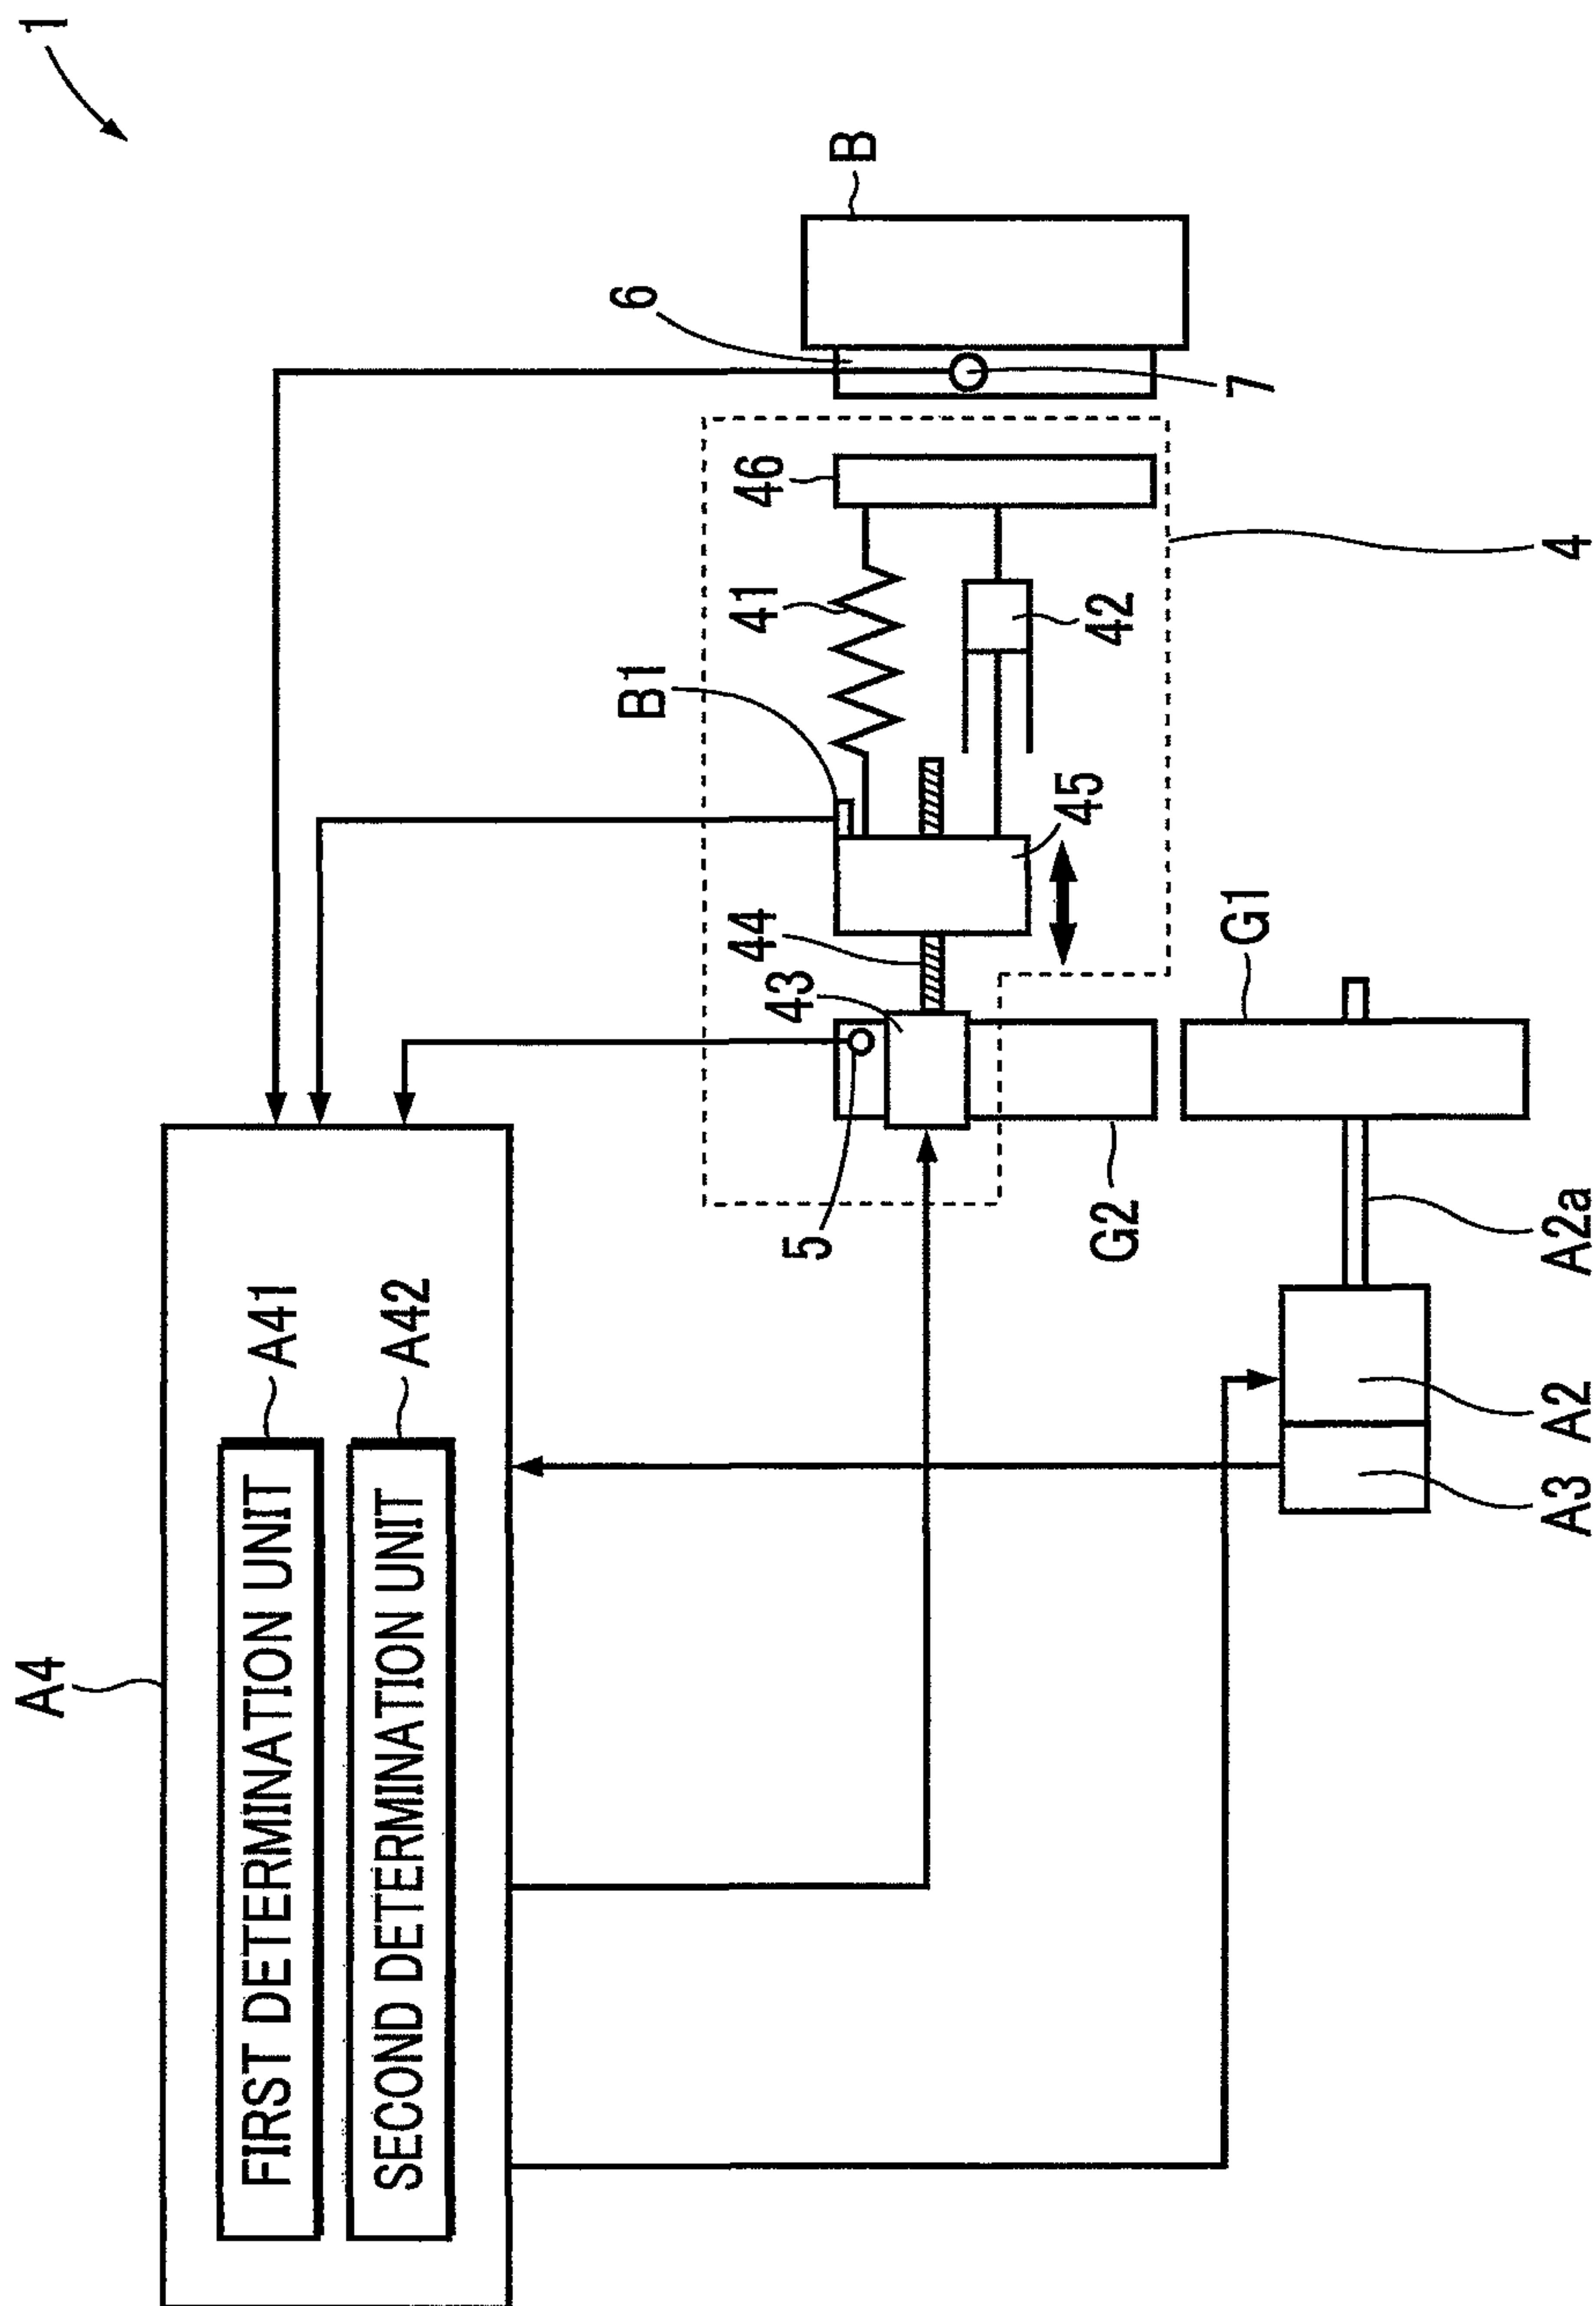 A4
1
FIRST DETERMINATION UNIT
A41
SECOND DETERMINATION UNIT
A42
B1
6
44
41
46
43
5
B
45
42
G2
G1
7
A3
A2
A2a
4